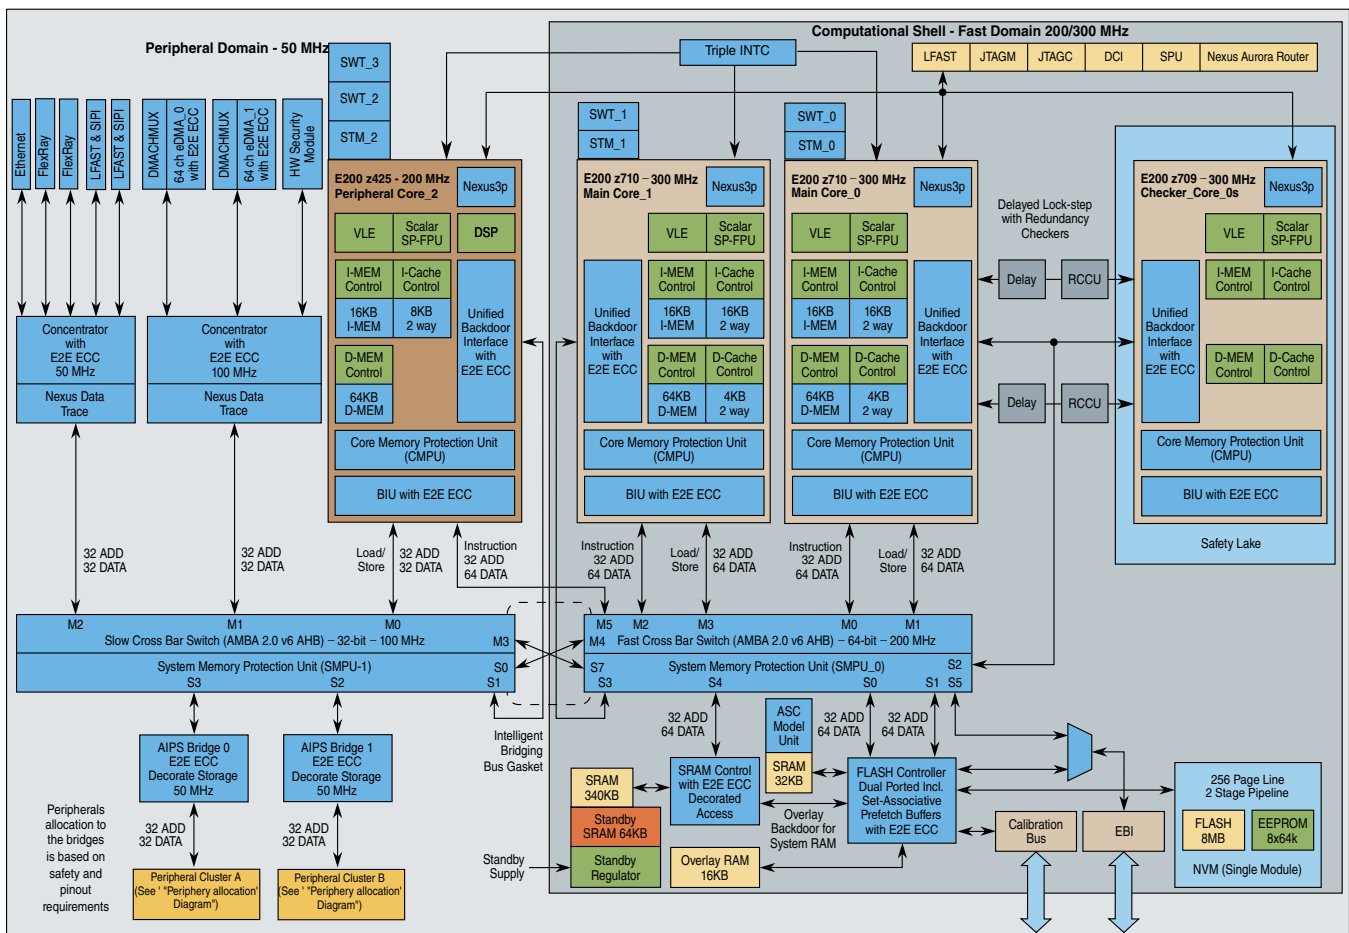 Computational Shell - Fast Domain 200/300 MHz
Peripheral Domain - 50 MHz
SWT_3
SWT_2
STM_2
Triple INTC
LFAST
JTAGM
JTAGC
DCI
SPU
Nexus Aurora Router
Ethernet
FlexRay
FlexRay
LFAST & SIPI
LFAST & SIPI
DMACHMUX
64 ch eDMA_0
with E2E ECC
DMACHMUX
64 ch eDMA_1
with E2E ECC
HW Security
Module
SWT_1
STM_1
SWT_0
STM_0
E200 z425 - 200 MHz
Peripheral Core_2
Nexus3p
VLE
Scalar
SP-FPU
DSP
I-MEM
Control
I-Cache
Control
16KB
I-MEM
8KB
2 way
D-MEM
Control
64KB
D-MEM
Unified
Backdoor
Interface
with
E2E ECC
Core Memory Protection Unit
(CMPU)
BIU with E2E ECC
E200 z710 – 300 MHz
Main Core_1
Nexus3p
VLE
Scalar
SP-FPU
Unified
Backdoor
Interface
with
E2E ECC
I-MEM
Control
I-Cache
Control
16KB
I-MEM
16KB
2 way
D-MEM
Control
D-Cache
Control
64KB
D-MEM
4KB
2 way
Core Memory Protection Unit
(CMPU)
BIU with E2E ECC
E200 z710 – 300 MHz
Main Core_0
Nexus3p
VLE
Scalar
SP-FPU
I-MEM
Control
I-Cache
Control
16KB
I-MEM
16KB
2 way
D-MEM
Control
D-Cache
Control
64KB
D-MEM
4KB
2 way
Unified
Backdoor
Interface
with
E2E ECC
Core Memory Protection Unit
(CMPU)
BIU with E2E ECC
Delayed Lock-step
with Redundancy
Checkers
Delay
RCCU
Delay
RCCU
E200 z709 – 300 MHz
Checker_Core_0s
Nexus3p
VLE
Scalar
SP-FPU
I-MEM
Control
I-Cache
Control
Unified
Backdoor
Interface
with
E2E ECC
D-MEM
Control
D-Cache
Control
Core Memory Protection Unit
(CMPU)
BIU with E2E ECC
Safety Lake
Concentrator
with
E2E ECC
50 MHz
Nexus Data
Trace
Concentrator
with
E2E ECC
100 MHz
Nexus Data
Trace
32 ADD
32 DATA
32 ADD
32 DATA
Load/
Store
32 ADD
32 DATA
Instruction
32 ADD
64 DATA
Instruction
32 ADD
64 DATA
Load/
Store
32 ADD
64 DATA
Instruction
32 ADD
64 DATA
Load/
Store
32 ADD
64 DATA
M2
M1
M0
Slow Cross Bar Switch (AMBA 2.0 v6 AHB) – 32-bit – 100 MHz
M3
System Memory Protection Unit (SMPU-1)
S0
S3
S2
S1
M5
M2
M3
M0
M1
M4
Fast Cross Bar Switch (AMBA 2.0 v6 AHB) – 64-bit – 200 MHz
S7
System Memory Protection Unit (SMPU_0)
S2
S3
S4
S0
S1
S5
Intelligent
Bridging
Bus Gasket
AIPS Bridge 0
E2E ECC
Decorate Storage
50 MHz
AIPS Bridge 1
E2E ECC
Decorate Storage
50 MHz
Peripherals
allocation to
the bridges
is based on
safety and
pinout
requirements
32 ADD
32 DATA
32 ADD
32 DATA
Peripheral Cluster A
(See ' "Periphery allocation'
Diagram")
Peripheral Cluster B
(See ' "Periphery allocation'
Diagram")
32 ADD
64 DATA
ASC
Model
Unit
SRAM
32KB
32 ADD
64 DATA
32 ADD
64 DATA
SRAM
340KB
Standby
SRAM 64KB
Standby
Regulator
Standby
Supply
SRAM Control
with E2E ECC
Decorated
Access
Overlay
Backdoor for
System RAM
Overlay RAM
16KB
FLASH Controller
Dual Ported Incl.
Set-Associative
Prefetch Buffers
with E2E ECC
Calibration
Bus
EBI
256 Page Line
2 Stage Pipeline
FLASH
8MB
EEPROM
8x64k
NVM (Single Module)